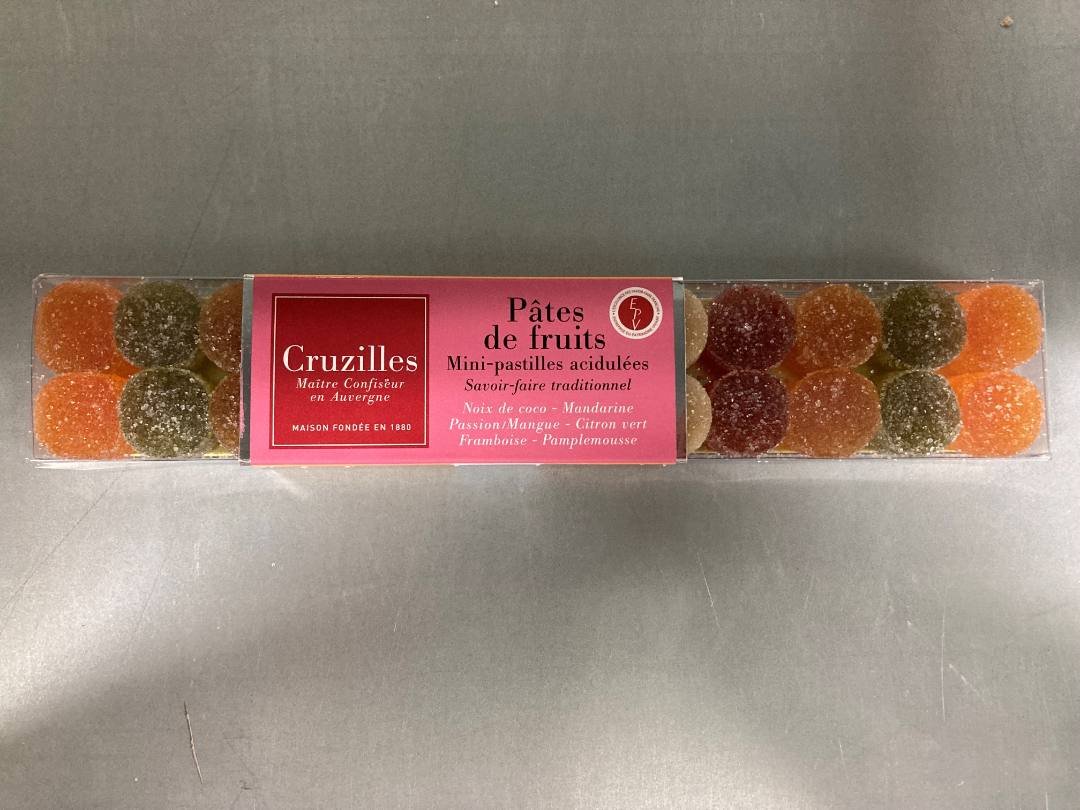 Cruzilles
Maître Confiseur
en Auvergne
MAISON FONDÉE EN 1880
Pâtes
de fruits
Mini-pastilles acidulées
Savoir-faire traditionnel
Noix de coco - Mandarine
Passion/Mangue - Citron vert
Framboise - Pamplemousse
EPV